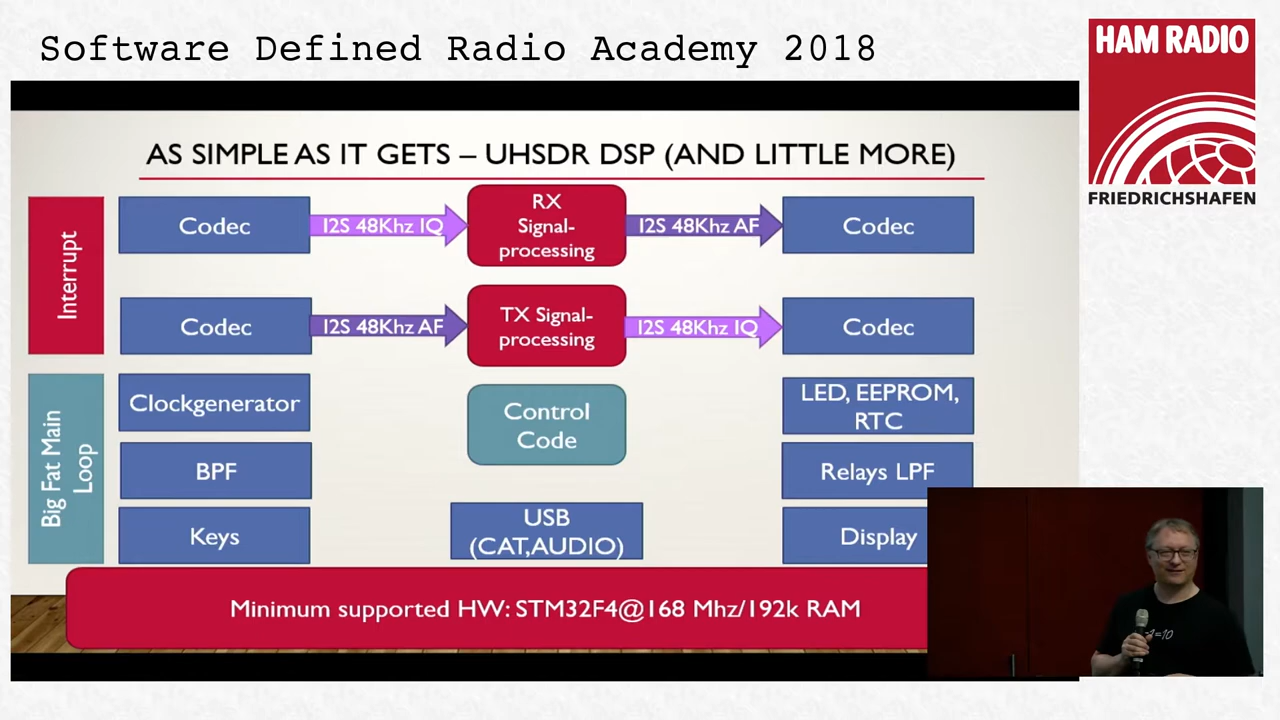 Software Defined Radio Academy 2018
HAM RADIO
FRIEDRICHSHAFEN
AS SIMPLE AS IT GETS – UHSDR DSP (AND LITTLE MORE)
Interrupt
Codec
I2S 48Khz IQ
RX
Signal-
processing
I2S 48Khz AF
Codec
Codec
I2S 48Khz AF
TX Signal-
processing
I2S 48Khz IQ
Codec
Big Fat Main
Loop
Clockgenerator
Control
Code
LED, EEPROM,
RTC
BPF
Relays LPF
Keys
USB
(CAT,AUDIO)
Display
Minimum supported HW: STM32F4@168 Mhz/192k RAM